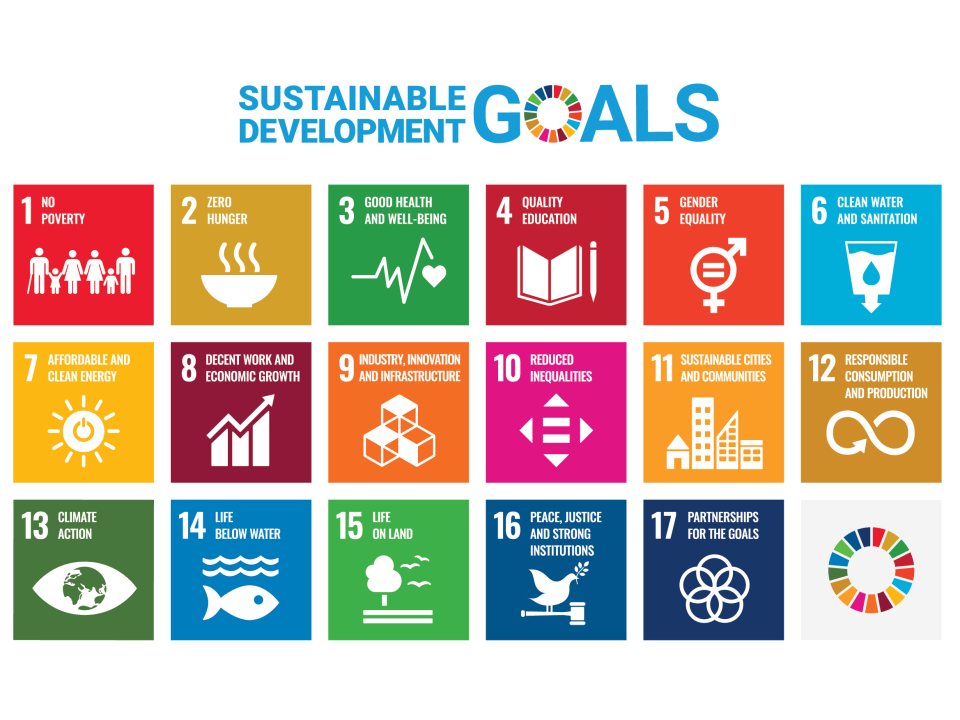 SUSTAINABLE
DEVELOPMENT
GOALS
1 NO
POVERTY
2 ZERO
HUNGER
3 GOOD HEALTH
AND WELL-BEING
4 QUALITY
EDUCATION
5 GENDER
EQUALITY
6 CLEAN WATER
AND SANITATION
7 AFFORDABLE AND
CLEAN ENERGY
8 DECENT WORK AND
ECONOMIC GROWTH
9 INDUSTRY, INNOVATION
AND INFRASTRUCTURE
10 REDUCED
INEQUALITIES
11 SUSTAINABLE CITIES
AND COMMUNITIES
12 RESPONSIBLE
CONSUMPTION
AND PRODUCTION
13 CLIMATE
ACTION
14 LIFE
BELOW WATER
15 LIFE
ON LAND
16 PEACE, JUSTICE
AND STRONG
INSTITUTIONS
17 PARTNERSHIPS
FOR THE GOALS